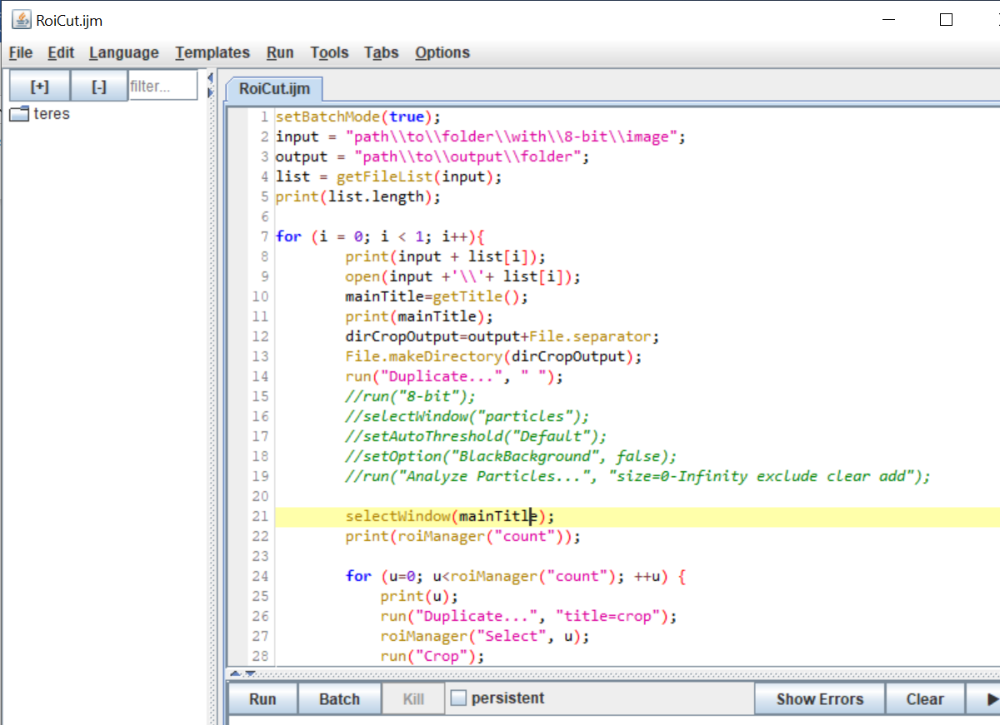 RoiCut.ijm
File Edit Language Templates Run Tools Tabs Options
[+] [-] filter...
RoiCut.ijm
teres
1 setBatchMode(true);
2 input = "path\\to\\folder\\with\\8-bit\\image";
3 output = "path\\to\\output\\folder";
4 list = getFileList(input);
5 print(list.length);
6
7 for (i = 0; i < 1; i++){
8 print(input + list[i]);
9 open(input +'\\'+ list[i]);
10 mainTitle=getTitle();
11 print(mainTitle);
12 dirCropOutput=output+File.separator;
13 File.makeDirectory(dirCropOutput);
14 run("Duplicate...", " ");
15 //run("8-bit");
16 //selectWindow("particles");
17 //setAutoThreshold("Default");
18 //setOption("BlackBackground", false);
19 //run("Analyze Particles...", "size=0-Infinity exclude clear add");
20
21 selectWindow(mainTitle);
22 print(roiManager("count"));
23
24 for (u=0; u<roiManager("count"); ++u) {
25 print(u);
26 run("Duplicate...", "title=crop");
27 roiManager("Select", u);
28 run("Crop");
Run Batch Kill persistent Show Errors Clear